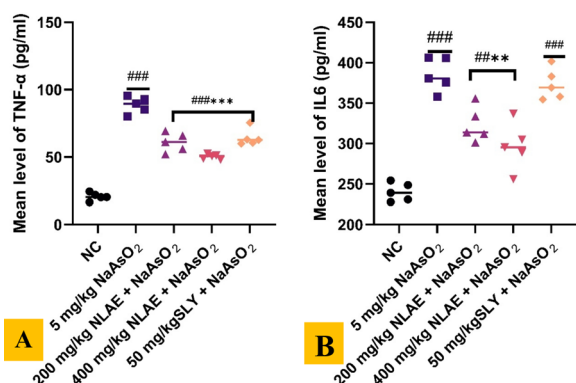 Mean level of TNF-α (pg/ml)
150
100
50
0
###
###***
NC
5 mg/kg NaAsO₂
200 mg/kg NLAE + NaAsO₂
400 mg/kg NLAE + NaAsO₂
50 mg/kgSLY + NaAsO₂
A
Mean level of IL6 (pg/ml)
450
400
350
300
250
200
###
##**
###
NC
5 mg/kg NaAsO₂
200 mg/kg NLAE + NaAsO₂
400 mg/kg NLAE + NaAsO₂
50 mg/kgSLY + NaAsO₂
B